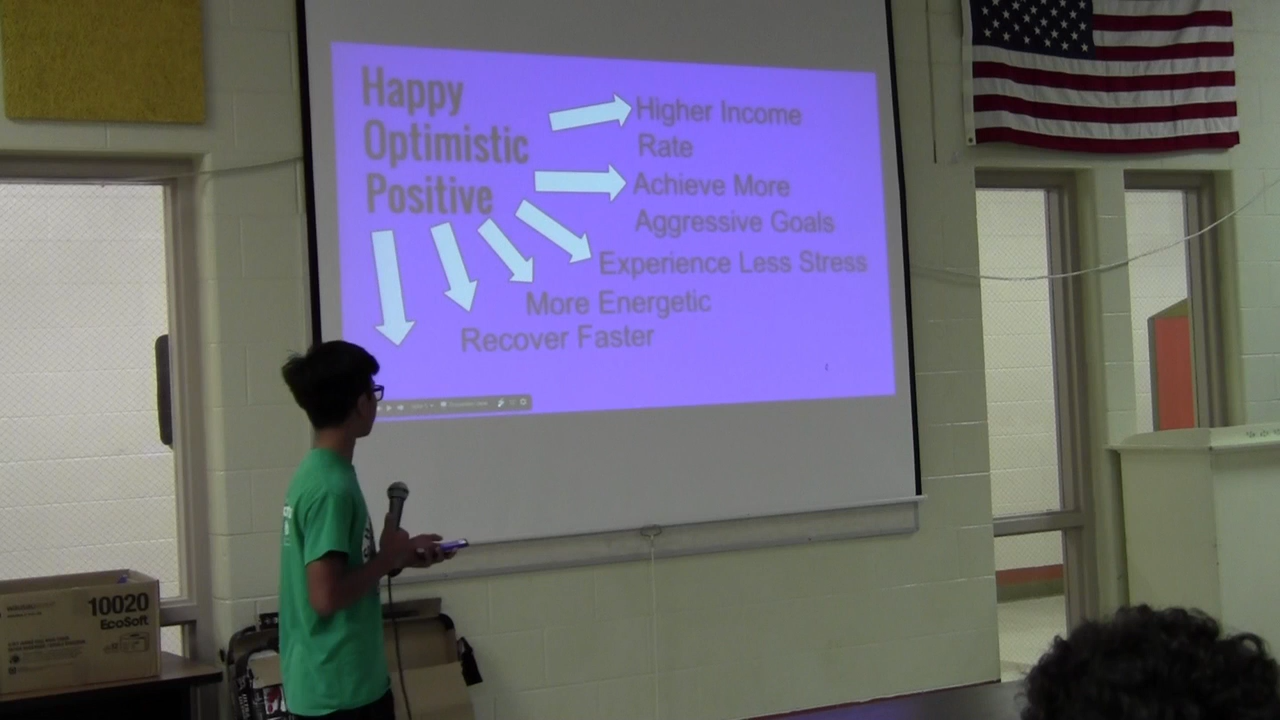 Happy
Optimistic
Positive
Higher Income
Rate
Achieve More
Aggressive Goals
Experience Less Stress
More Energetic
Recover Faster
10020
EcoSoft